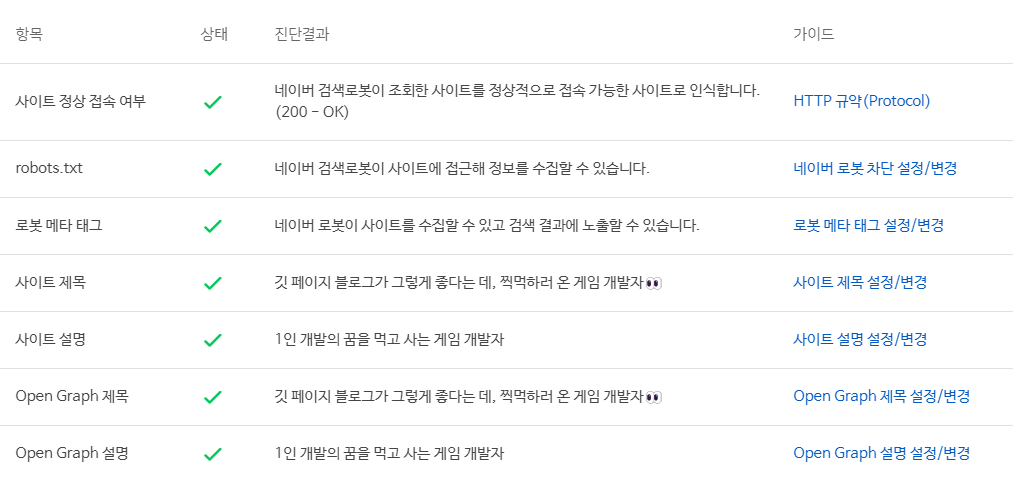 항목 상태 진단결과 가이드
사이트 정상 접속 여부 네이버 검색로봇이 조회한 사이트를 정상적으로 접속 가능한 사이트로 인식합니다. HTTP 규약(Protocol)
(200 - OK)
robots.txt 네이버 검색로봇이 사이트에 접근해 정보를 수집할 수 있습니다. 네이버 로봇 차단 설정/변경
로봇 메타 태그 네이버 로봇이 사이트를 수집할 수 있고 검색 결과에 노출할 수 있습니다. 로봇 메타 태그 설정/변경
사이트 제목 깃 페이지 블로그가 그렇게 좋다는 데, 찍먹하러 온 게임 개발자👀 사이트 제목 설정/변경
사이트 설명 1인 개발의 꿈을 먹고 사는 게임 개발자 사이트 설명 설정/변경
Open Graph 제목 깃 페이지 블로그가 그렇게 좋다는 데, 찍먹하러 온 게임 개발자👀 Open Graph 제목 설정/변경
Open Graph 설명 1인 개발의 꿈을 먹고 사는 게임 개발자 Open Graph 설명 설정/변경